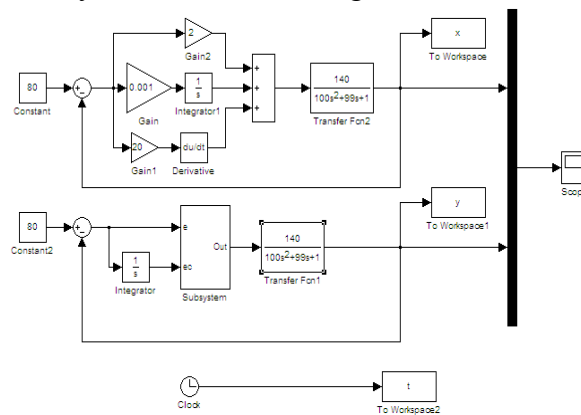 2
Gain2
x
To Workspace
80
Constant
0.001
Gain
1
s
Integrator1
+
+
+
140
100s²+99s+1
Transfer Fcn2
20
Gain1
du/dt
Derivative
Scop
80
Constant2
e
ec
Out
Subsystem
1
s
Integrator
140
100s²+99s+1
Transfer Fcn1
y
To Workspace1
Clock
t
To Workspace2